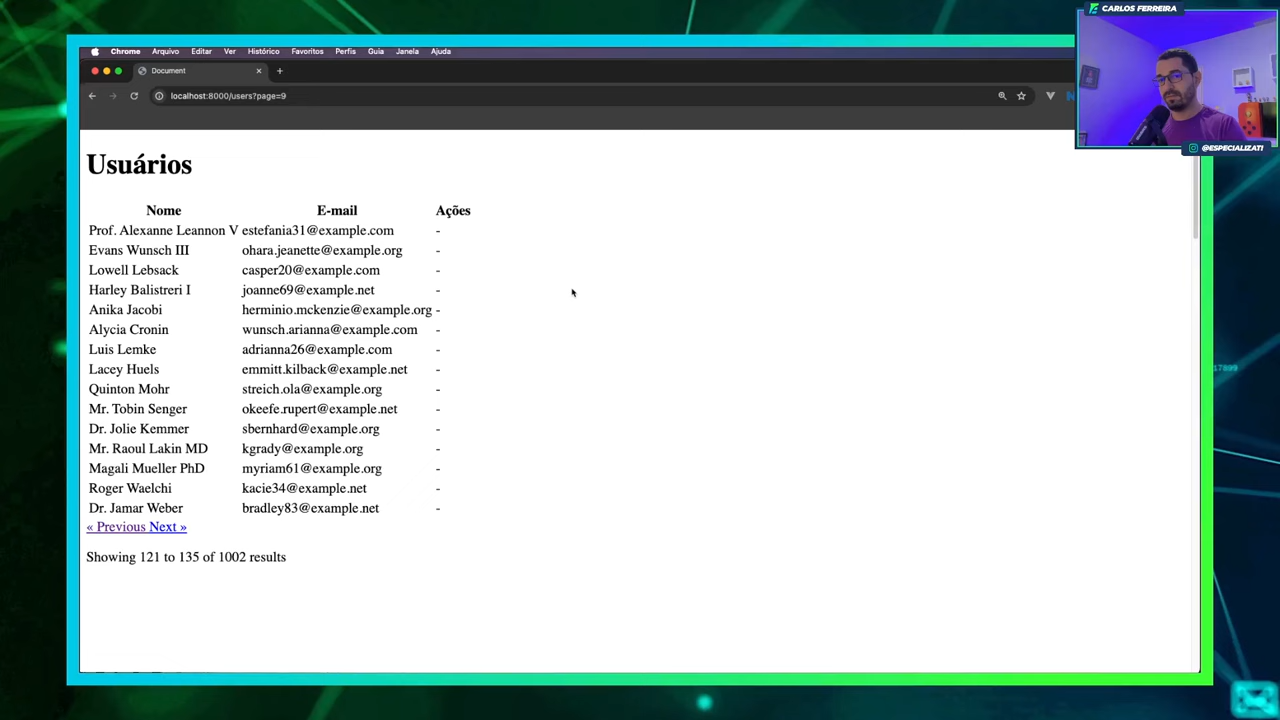 CARLOS FERREIRA
Chrome Arquivo Editar Ver Histórico Favoritos Perfis Guia Janela Ajuda
Document
localhost:8000/users?page=9
@ESPECIALIZATI
Usuários
Nome E-mail Ações
Prof. Alexanne Leannon V estefania31@example.com -
Evans Wunsch III ohara.jeanette@example.org -
Lowell Lebsack casper20@example.com -
Harley Balistreri I joanne69@example.net -
Anika Jacobi herminio.mckenzie@example.org -
Alycia Cronin wunsch.arianna@example.com -
Luis Lemke adrianna26@example.com -
Lacey Huels emmitt.kilback@example.net -
17899
Quinton Mohr streich.ola@example.org -
Mr. Tobin Senger okeefe.rupert@example.net -
Dr. Jolie Kemmer sbernhard@example.org -
Mr. Raoul Lakin MD kgrady@example.org -
Magali Mueller PhD myriam61@example.org -
Roger Waelchi kacie34@example.net -
Dr. Jamar Weber bradley83@example.net -
« Previous Next »
Showing 121 to 135 of 1002 results